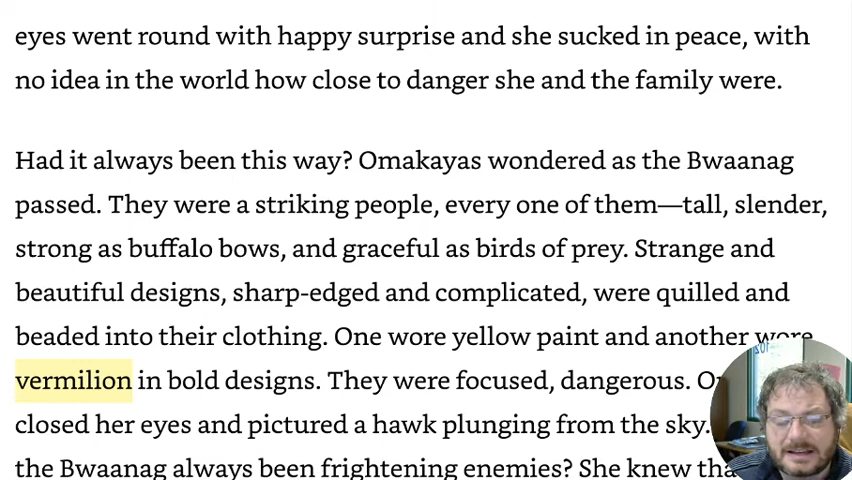 eyes went round with happy surprise and she sucked in peace, with
no idea in the world how close to danger she and the family were.
Had it always been this way? Omakayas wondered as the Bwaanag
passed. They were a striking people, every one of them—tall, slender,
strong as buffalo bows, and graceful as birds of prey. Strange and
beautiful designs, sharp-edged and complicated, were quilled and
beaded into their clothing. One wore yellow paint and another wore
vermilion in bold designs. They were focused, dangerous.
closed her eyes and pictured a hawk plunging from the sky.
the Bwaanag always been frightening enemies? She knew